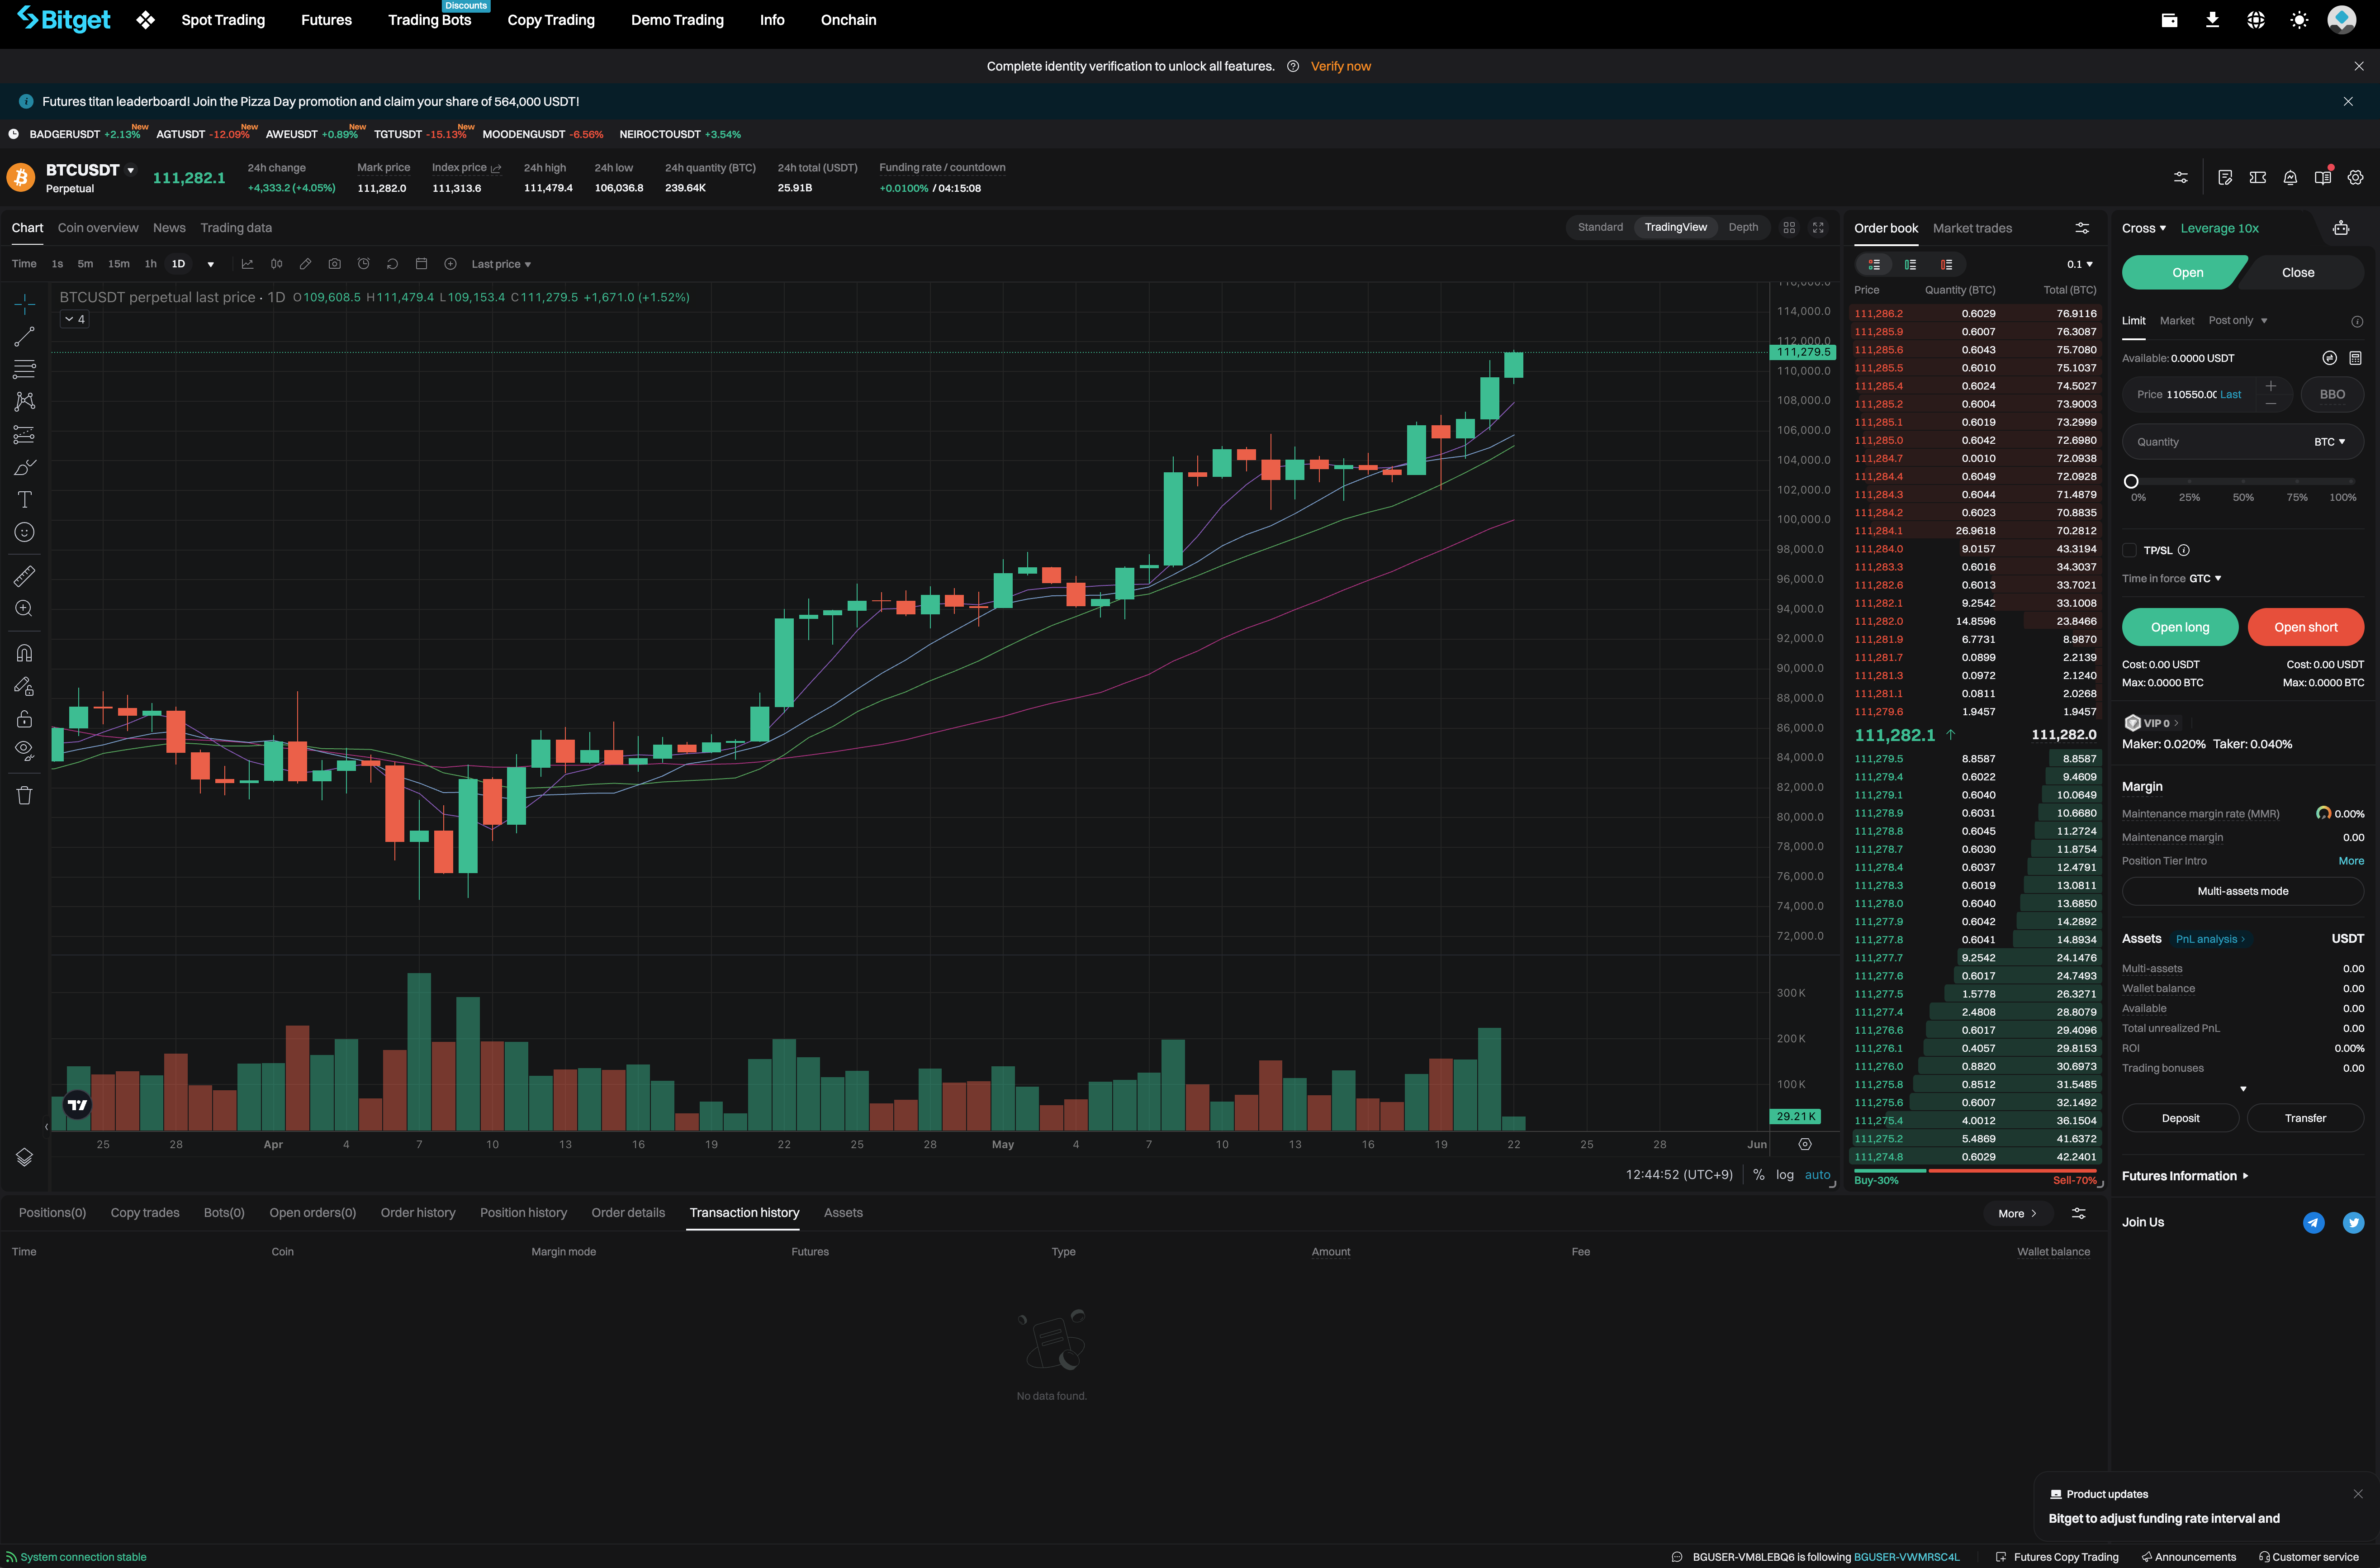 Bitget Spot Trading Futures Trading Bots Discounts Copy Trading Demo Trading Info Onchain
Complete identity verification to unlock all features. Verify now
Futures titan leaderboard! Join the Pizza Day promotion and claim your share of 564,000 USDT!
BADGERUSDT +2.13% New AGTUSDT -12.09% New AWEUSDT +0.89% New TGTUSDT -15.13% New MOODENGUSDT -6.56% NEIROCTOUSDT +3.54%
BTCUSDT
Perpetual
111,282.1
24h change
+4,333.2 (+4.05%)
Mark price
111,282.0
Index price
111,313.6
24h high
111,479.4
24h low
106,036.8
24h quantity (BTC)
239.64K
24h total (USDT)
25.91B
Funding rate / countdown
+0.0100% / 04:15:08
Chart Coin overview News Trading data
Standard TradingView Depth
Time 1s 5m 15m 1h 1D Last price
BTCUSDT perpetual last price · 1D O109,608.5 H111,479.4 L109,153.4 C111,279.5 +1,671.0 (+1.52%)
4
116,000.0
114,000.0
112,000.0
111,279.5
110,000.0
108,000.0
106,000.0
104,000.0
102,000.0
100,000.0
98,000.0
96,000.0
94,000.0
92,000.0
90,000.0
88,000.0
86,000.0
84,000.0
82,000.0
80,000.0
78,000.0
76,000.0
74,000.0
72,000.0
300 K
200 K
100 K
29.21 K
25 28 Apr 4 7 10 13 16 19 22 25 28 May 4 7 10 13 16 19 22 25 28 Jun
12:44:52 (UTC+9) % log auto
Order book Market trades
0.1
Price Quantity (BTC) Total (BTC)
111,286.2 0.6029 76.9116
111,285.9 0.6007 76.3087
111,285.6 0.6043 75.7080
111,285.5 0.6010 75.1037
111,285.4 0.6024 74.5027
111,285.2 0.6004 73.9003
111,285.1 0.6019 73.2999
111,285.0 0.6042 72.6980
111,284.7 0.0010 72.0938
111,284.4 0.6049 72.0928
111,284.3 0.6044 71.4879
111,284.2 0.6023 70.8835
111,284.1 26.9618 70.2812
111,284.0 9.0157 43.3194
111,283.3 0.6016 34.3037
111,282.6 0.6013 33.7021
111,282.1 9.2542 33.1008
111,282.0 14.8596 23.8466
111,281.9 6.7731 8.9870
111,281.7 0.0899 2.2139
111,281.3 0.0972 2.1240
111,281.1 0.0811 2.0268
111,279.6 1.9457 1.9457
111,282.1 111,282.0
111,279.5 8.8587 8.8587
111,279.4 0.6022 9.4609
111,279.1 0.6040 10.0649
111,278.9 0.6031 10.6680
111,278.8 0.6045 11.2724
111,278.7 0.6030 11.8754
111,278.4 0.6037 12.4791
111,278.3 0.6019 13.0811
111,278.0 0.6040 13.6850
111,277.9 0.6042 14.2892
111,277.8 0.6041 14.8934
111,277.7 9.2542 24.1476
111,277.6 0.6017 24.7493
111,277.5 1.5778 26.3271
111,277.4 2.4808 28.8079
111,276.6 0.6017 29.4096
111,276.1 0.4057 29.8153
111,276.0 0.8820 30.6973
111,275.8 0.8512 31.5485
111,275.6 0.6007 32.1492
111,275.4 4.0012 36.1504
111,275.2 5.4869 41.6372
111,274.8 0.6029 42.2401
Buy-30% Sell-70%
Cross Leverage 10x
Open Close
Limit Market Post only
Available: 0.0000 USDT
Price 110550.00 Last BBO
Quantity BTC
0% 25% 50% 75% 100%
TP/SL
Time in force GTC
Open long Open short
Cost: 0.00 USDT Cost: 0.00 USDT
Max: 0.0000 BTC Max: 0.0000 BTC
VIP 0
Maker: 0.020% Taker: 0.040%
Margin
Maintenance margin rate (MMR) 0.00%
Maintenance margin 0.00
Position Tier Intro More
Multi-assets mode
Assets PnL analysis USDT
Multi-assets 0.00
Wallet balance 0.00
Available 0.00
Total unrealized PnL 0.00
ROI 0.00%
Trading bonuses 0.00
Deposit Transfer
Futures Information
Join Us
Positions(0) Copy trades Bots(0) Open orders(0) Order history Position history Order details Transaction history Assets More
Time Coin Margin mode Futures Type Amount Fee Wallet balance
No data found.
Product updates
Bitget to adjust funding rate interval and
System connection stable BGUSER-VM8LEBQ6 is following BGUSER-VWMRSC4L Futures Copy Trading Announcements Customer service